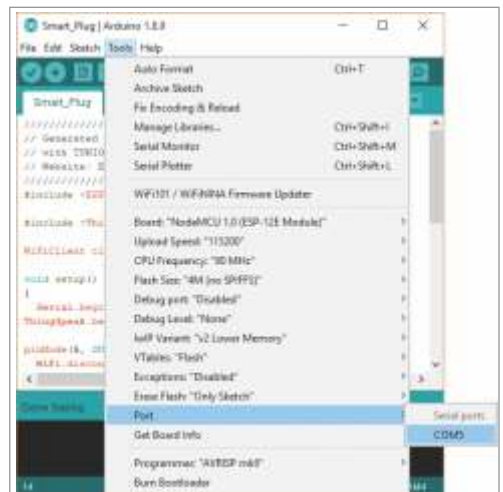 Smart_Plug | Arduino 1.8.9
File Edit Sketch Tools Help
Smart_Plug
Auto Format Ctrl+T
Archive Sketch
Fix Encoding & Reload
Manage Libraries... Ctrl+Shift+I
Serial Monitor Ctrl+Shift+M
Serial Plotter Ctrl+Shift+L
WiFi101 / WiFiNINA Firmware Updater
Board: "NodeMCU 1.0 (ESP-12E Module)"
Upload Speed: "115200"
CPU Frequency: "80 MHz"
Flash Size: "4M (no SPIFFS)"
Debug port: "Disabled"
Debug Level: "None"
lwIP Variant: "v2 Lower Memory"
VTables: "Flash"
Exceptions: "Disabled"
Erase Flash: "Only Sketch"
Port
Get Board Info
Programmer: "AVRISP mkII"
Burn Bootloader
Serial ports
COM5
/////////////
// Generated
// with
// Website:
/////////////
#include
#include
WiFiClient
void setup()
{
Serial.begi
ThingSpeak.be
pinMode(
WiFi.discon
Done Saving